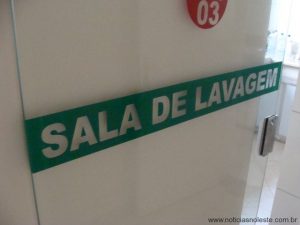 03
SALA DE LAVAGEM
www.noticiasnoleste.com.br